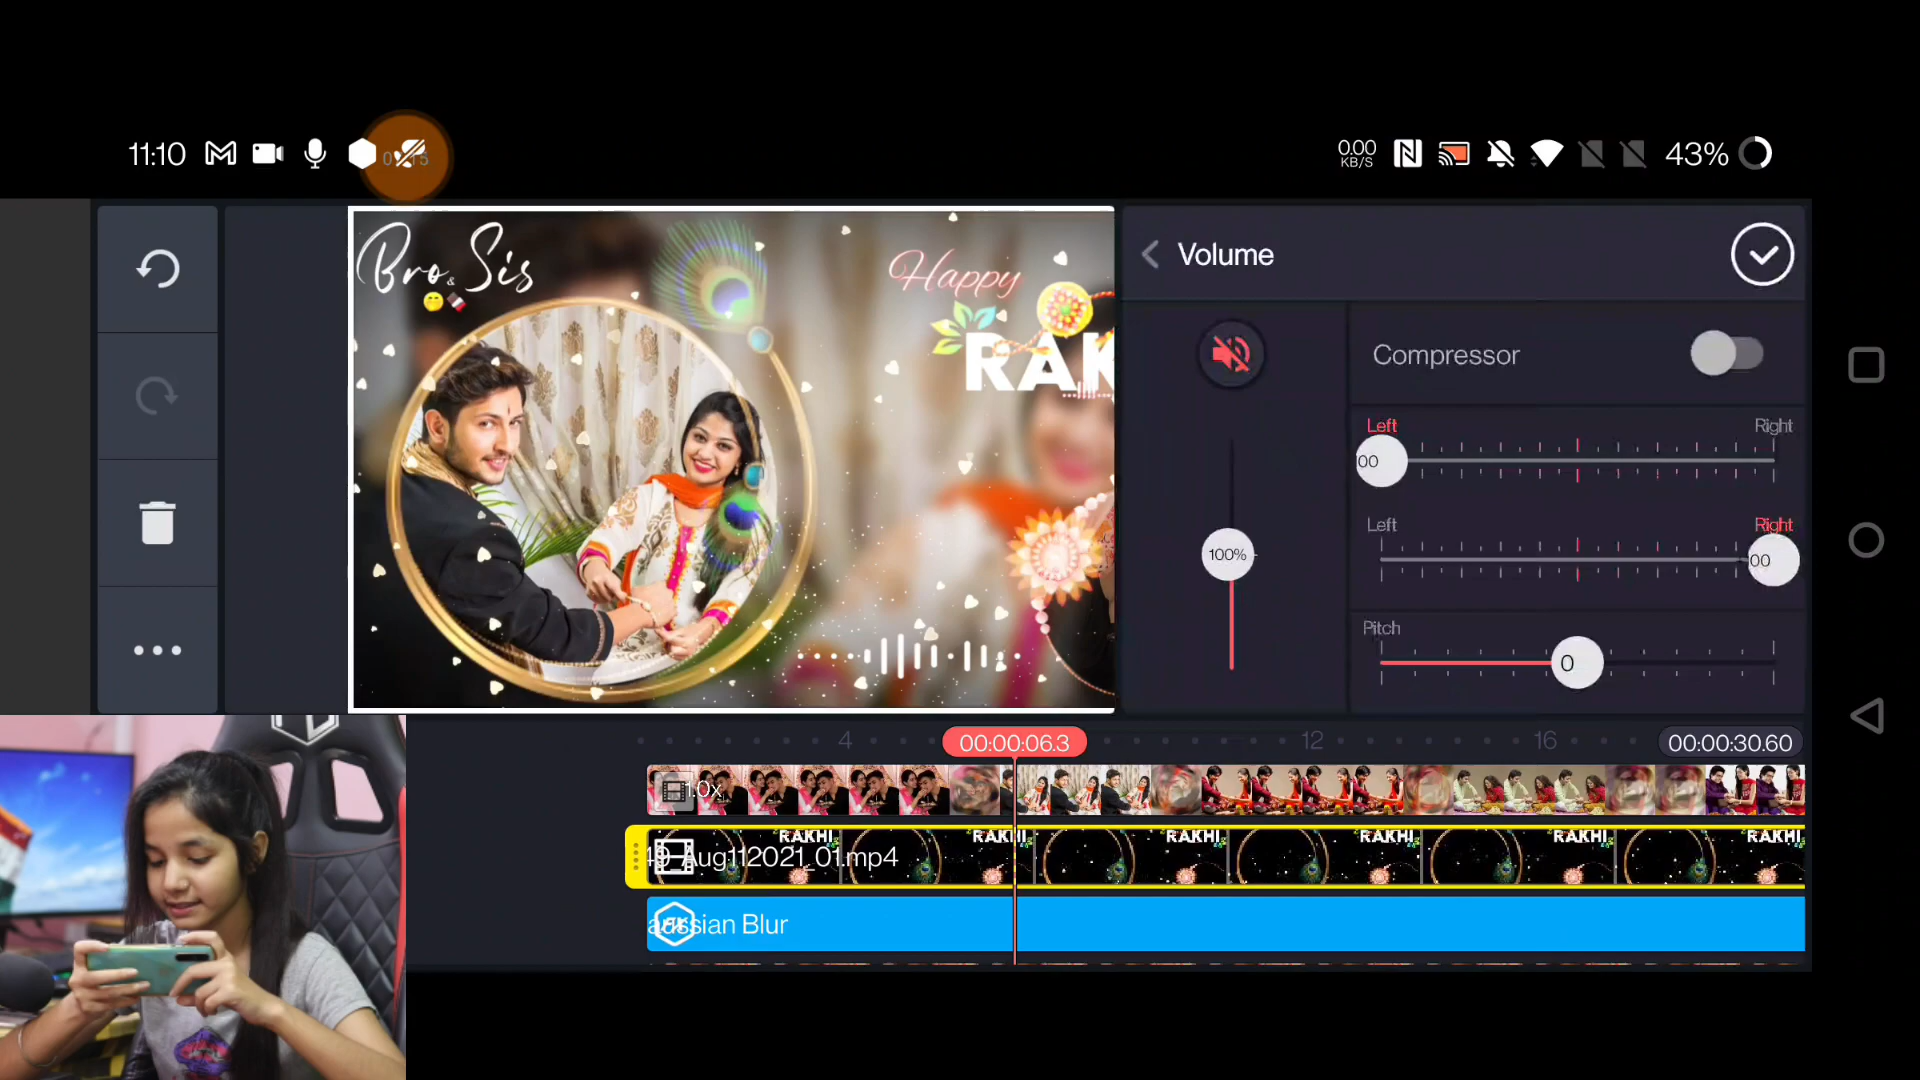 11:10
0.00
KB/S
43%
Bro & Sis
Happy
RAK
Volume
Compressor
Left
Right
00
Left
Right
00
100%
Pitch
0
4
00:00:06.3
12
16
00:00:30.60
1.0x
RAKHI
RAKHI
RAKHI
RAKHI
RAKHI
RAKHI
Aug112021_01.mp4
ssian Blur